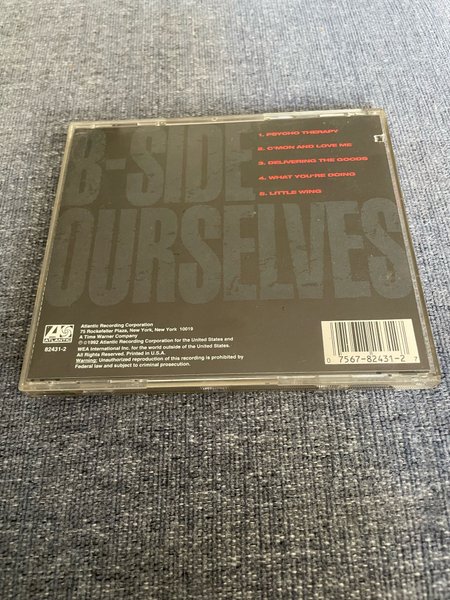 B-SIDE
OURSELVES
1. PSYCHO THERAPY
2. C'MON AND LOVE ME
3. DELIVERING THE GOODS
4. WHAT YOU'RE DOING
5. LITTLE WING
ATLANTIC
82431-2
Atlantic Recording Corporation
75 Rockefeller Plaza, New York, New York 10019
A Time Warner Company
℗©1992 Atlantic Recording Corporation for the United States and
WEA International Inc. for the world outside of the United States.
All Rights Reserved. Printed in U.S.A.
Warning: Unauthorized reproduction of this recording is prohibited by
Federal law and subject to criminal prosecution.
0 7567-82431-2 7